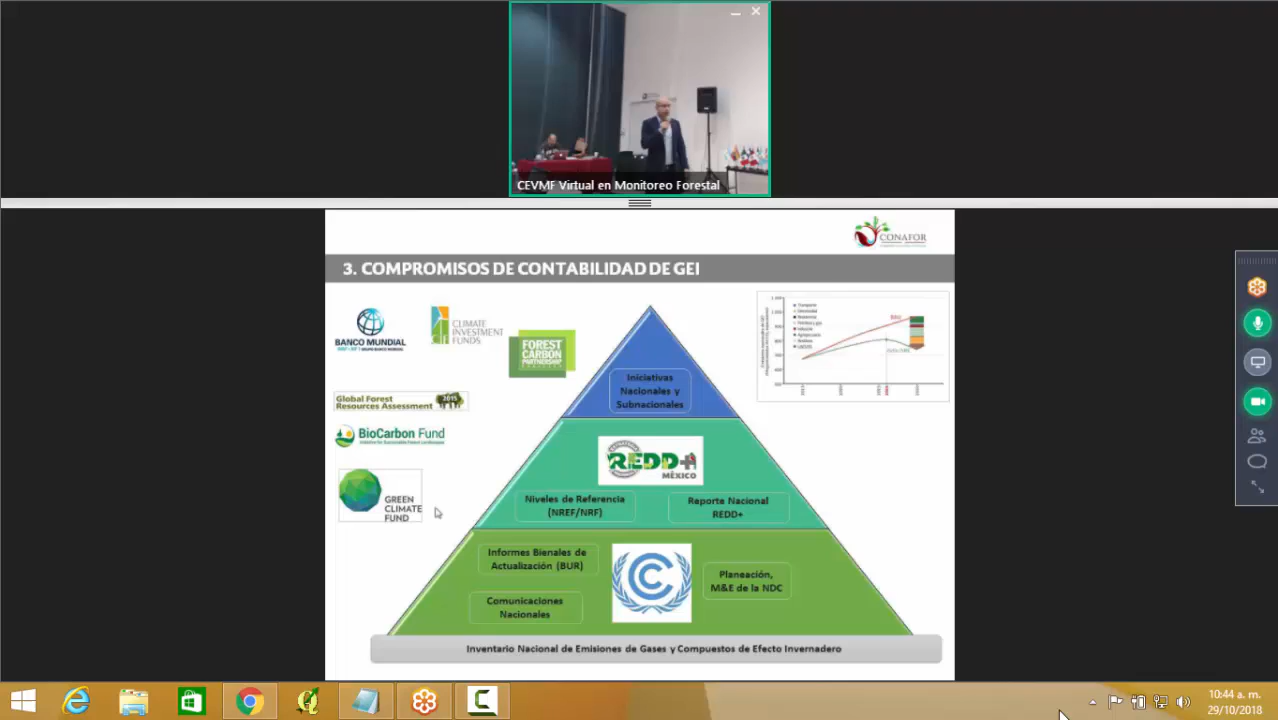 CEVMF Virtual en Monitoreo Forestal
CONAFOR
3. COMPROMISOS DE CONTABILIDAD DE GEI
BANCO MUNDIAL
CIF
CLIMATE
INVESTMENT
FUNDS
FOREST
CARBON
PARTNERSHIP
Global Forest
Resources Assessment
2015
BioCarbon Fund
GREEN
CLIMATE
FUND
Iniciativas
Nacionales y
Subnacionales
REDD+
MÉXICO
Niveles de Referencia
(NREF/NRF)
Reporte Nacional
REDD+
Informes Bienales de
Actualización (BUR)
Planeación,
M&E de la NDC
Comunicaciones
Nacionales
Inventario Nacional de Emisiones de Gases y Compuestos de Efecto Invernadero
10:44 a. m.
29/10/2018